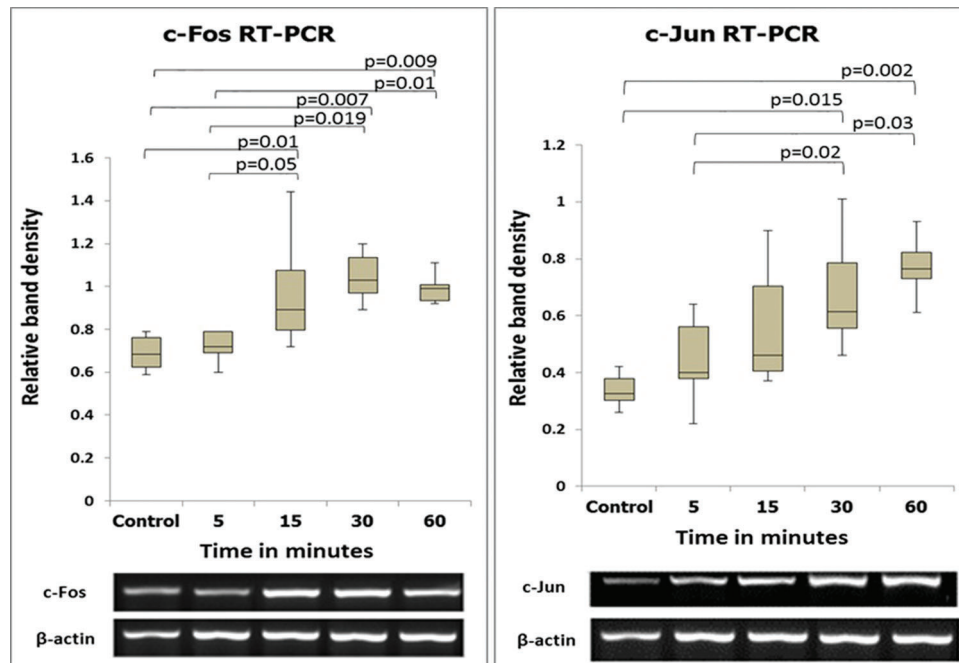 c-Fos RT-PCR
p=0.009
p=0.01
p=0.007
p=0.019
p=0.01
p=0.05
1.6
1.4
1.2
1
0.8
0.6
0.4
0.2
0
Relative band density
Control 5 15 30 60
Time in minutes
c-Fos
β-actin
c-Jun RT-PCR
p=0.002
p=0.015
p=0.03
p=0.02
1.2
1
0.8
0.6
0.4
0.2
0
Relative band density
Control 5 15 30 60
Time in minutes
c-Jun
β-actin